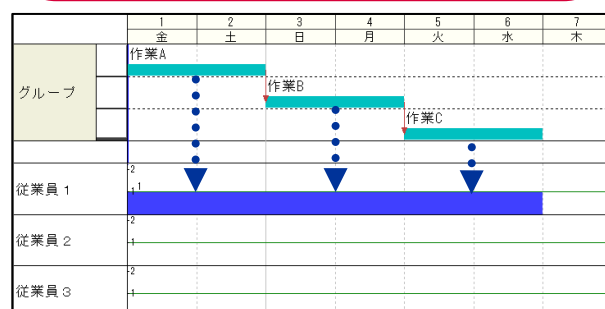 1 2 3 4 5 6 7
金 土 日 月 火 水 木
作業A
グループ
作業B
作業C
2
従業員1
1 1
2
従業員2
1
2
従業員3
1